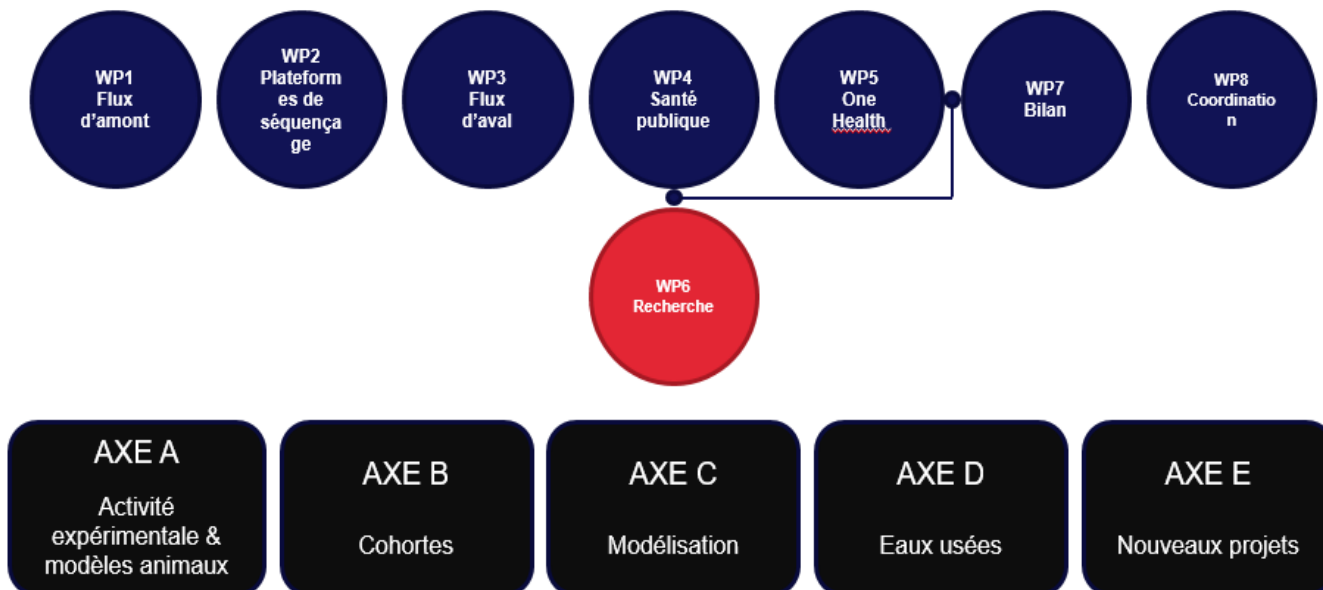 WP1
Flux
d'amont
WP2
Plateform
es de
séquença
ge
WP3
Flux
d'aval
WP4
Santé
publique
WP5
One
Health
WP7
Bilan
WP8
Coordinatio
n
WP6
Recherche
AXE A
Activité
expérimentale &
modèles animaux
AXE B
Cohortes
AXE C
Modélisation
AXE D
Eaux usées
AXE E
Nouveaux projets